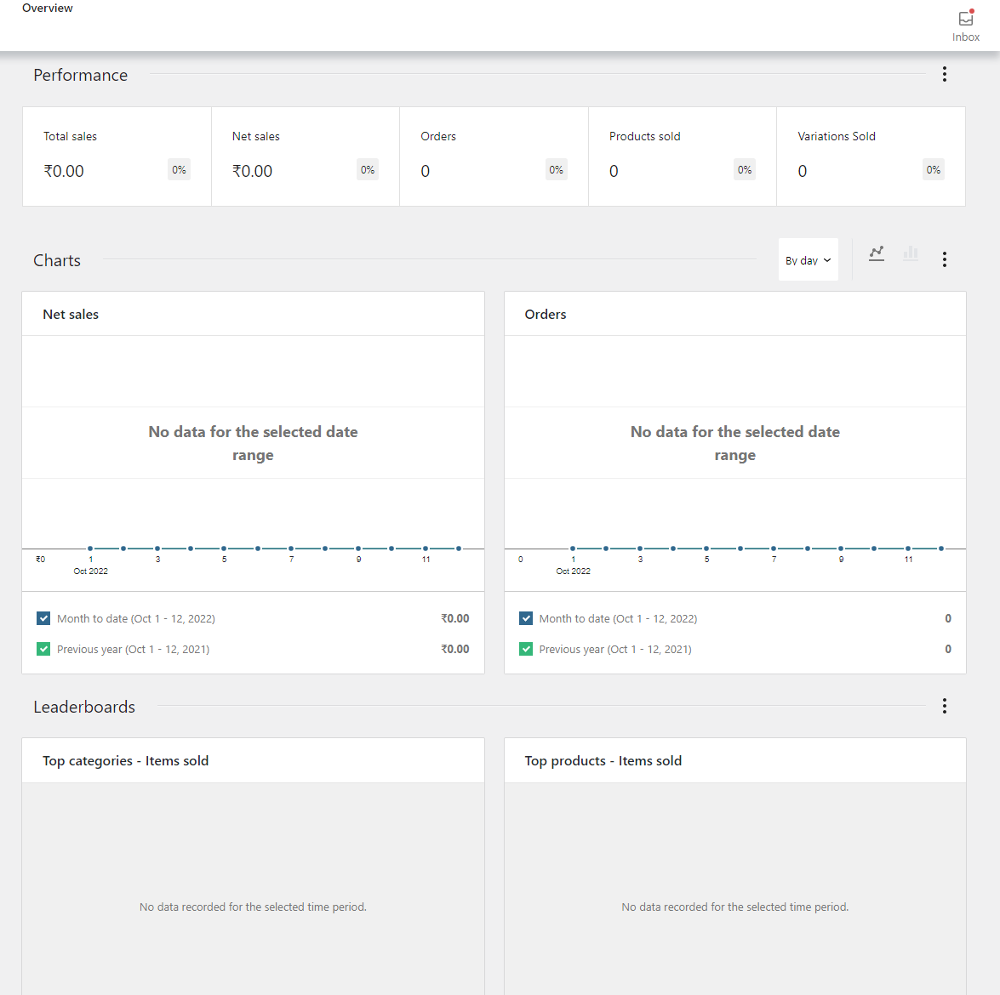 Overview
Inbox
Performance
Total sales
₹0.00
0%
Net sales
₹0.00
0%
Orders
0
0%
Products sold
0
0%
Variations Sold
0
0%
Charts
By day
Net sales
No data for the selected date
range
₹0 1 3 5 7 9 11
Oct 2022
Month to date (Oct 1 - 12, 2022) ₹0.00
Previous year (Oct 1 - 12, 2021) ₹0.00
Orders
No data for the selected date
range
0 1 3 5 7 9 11
Oct 2022
Month to date (Oct 1 - 12, 2022) 0
Previous year (Oct 1 - 12, 2021) 0
Leaderboards
Top categories - Items sold
No data recorded for the selected time period.
Top products - Items sold
No data recorded for the selected time period.